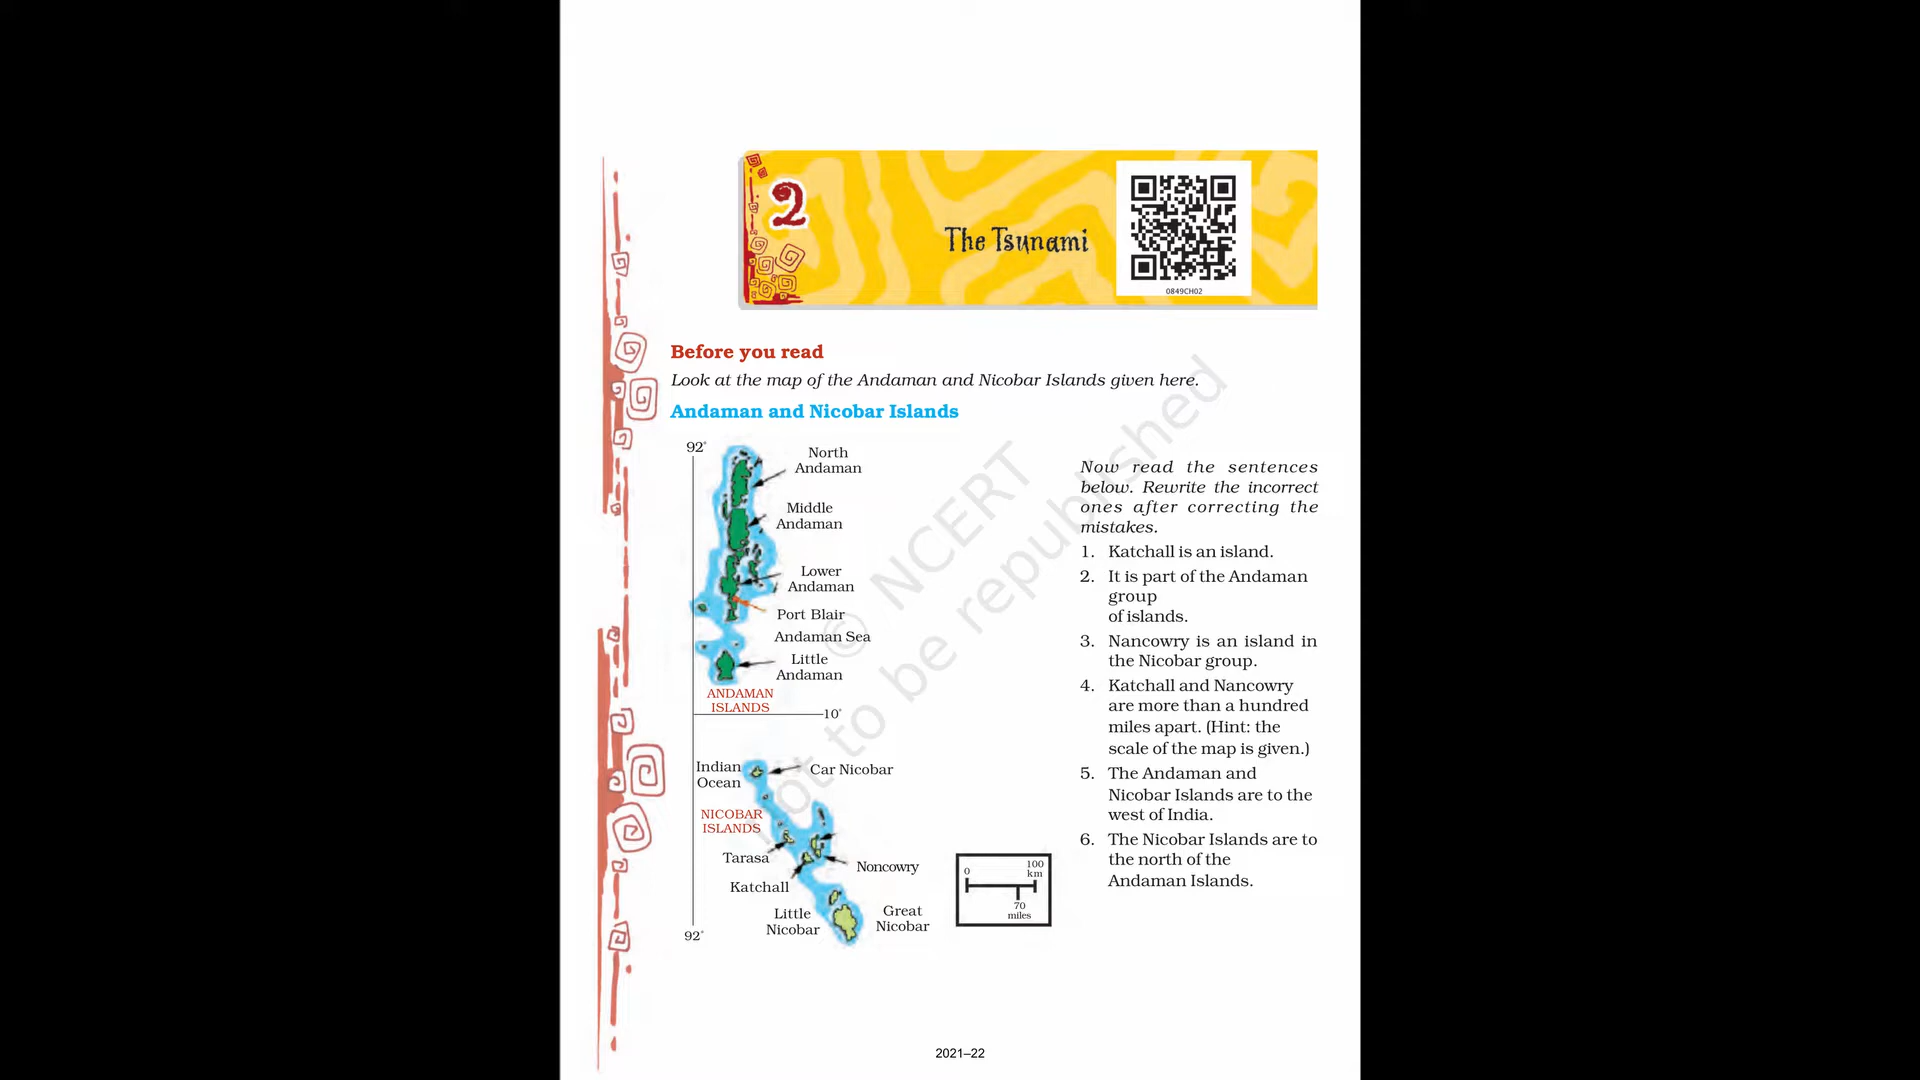 2
The Tsunami
0849CH02
Before you read
Look at the map of the Andaman and Nicobar Islands given here.
Andaman and Nicobar Islands
92°
North
Andaman
Middle
Andaman
Lower
Andaman
Port Blair
Andaman Sea
Little
Andaman
ANDAMAN
ISLANDS
10°
Indian
Ocean
Car Nicobar
NICOBAR
ISLANDS
Tarasa
Noncowry
Katchall
Little
Nicobar
Great
Nicobar
92°
0
100
km
70
miles
Now read the sentences
below. Rewrite the incorrect
ones after correcting the
mistakes.
1. Katchall is an island.
2. It is part of the Andaman
group
of islands.
3. Nancowry is an island in
the Nicobar group.
4. Katchall and Nancowry
are more than a hundred
miles apart. (Hint: the
scale of the map is given.)
5. The Andaman and
Nicobar Islands are to the
west of India.
6. The Nicobar Islands are to
the north of the
Andaman Islands.
© NCERT
not to be republished
2021–22